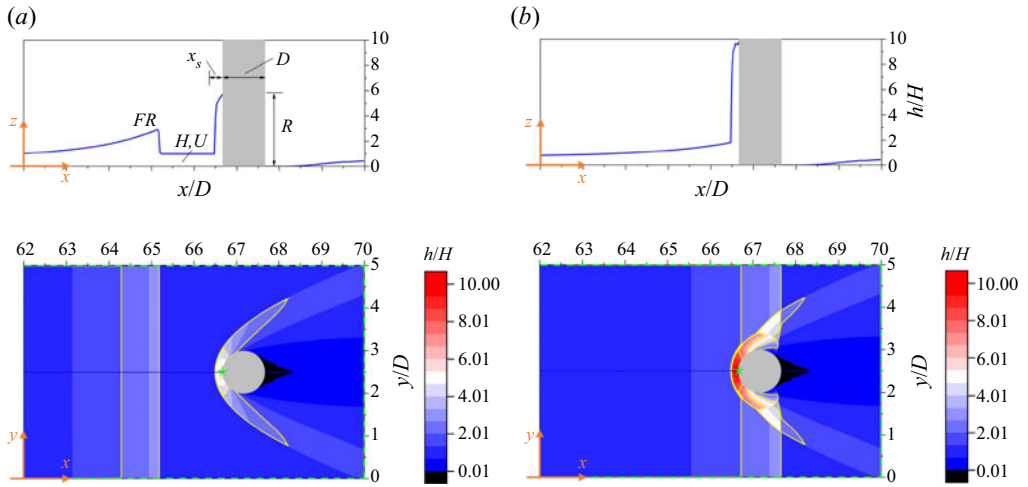 (a)
(b)
x_s
D
FR
H,U
R
z
x
10
8
6
4
2
0
x/D
z
x
10
8
6
4
2
0
h/H
x/D
62 63 64 65 66 67 68 69 70
5
4
3
2
1
0
y/D
y
x
h/H
10.00
8.01
6.01
4.01
2.01
0.01
62 63 64 65 66 67 68 69 70
5
4
3
2
1
0
y/D
y
x
h/H
10.00
8.01
6.01
4.01
2.01
0.01